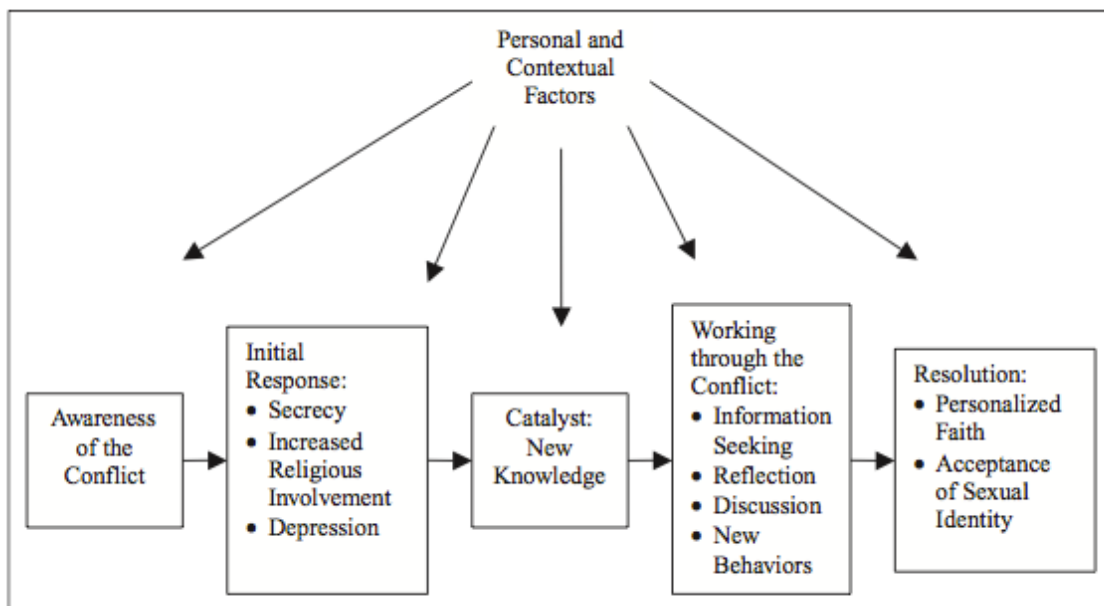 Personal and
Contextual
Factors
Awareness
of the
Conflict
Initial
Response:
• Secrecy
• Increased
Religious
Involvement
• Depression
Catalyst:
New
Knowledge
Working
through the
Conflict:
• Information
Seeking
• Reflection
• Discussion
• New
Behaviors
Resolution:
• Personalized
Faith
• Acceptance
of Sexual
Identity